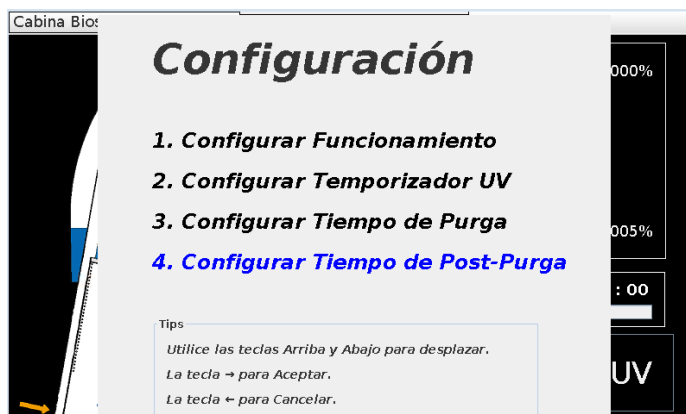 Cabina Bios
Configuración
000%
1. Configurar Funcionamiento
2. Configurar Temporizador UV
3. Configurar Tiempo de Purga
005%
4. Configurar Tiempo de Post-Purga
: 00
Tips
Utilice las teclas Arriba y Abajo para desplazar.
UV
La tecla → para Aceptar.
La tecla ← para Cancelar.